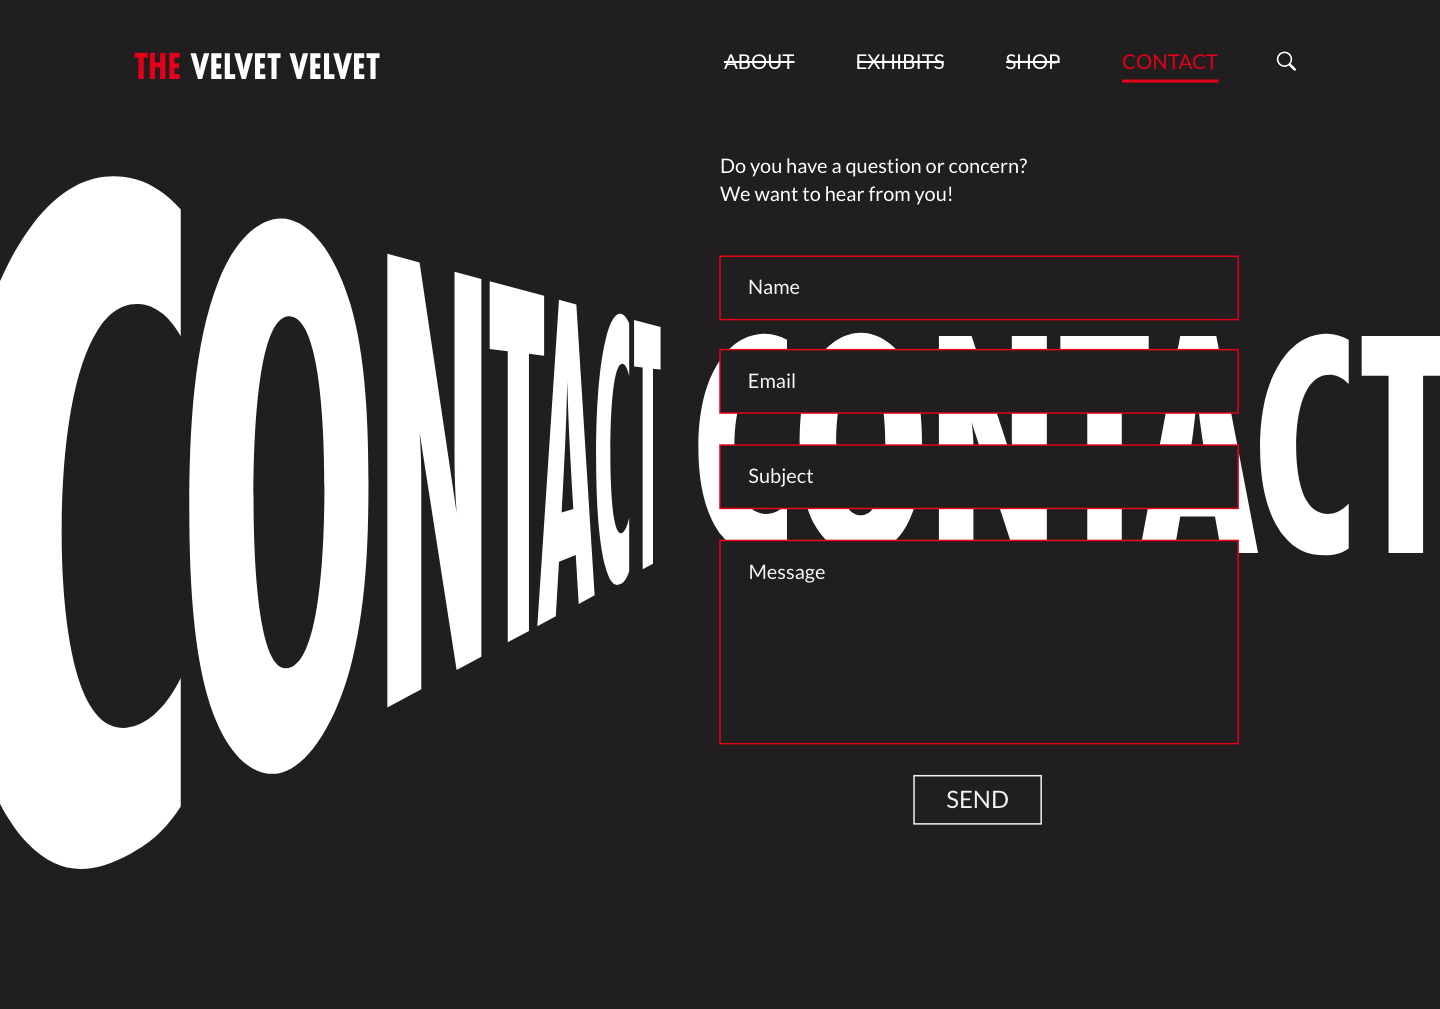 THE VELVET VELVET
ABOUT EXHIBITS SHOP CONTACT
Do you have a question or concern?
We want to hear from you!
CONTACT CONTACT
Name
Email
Subject
Message
SEND